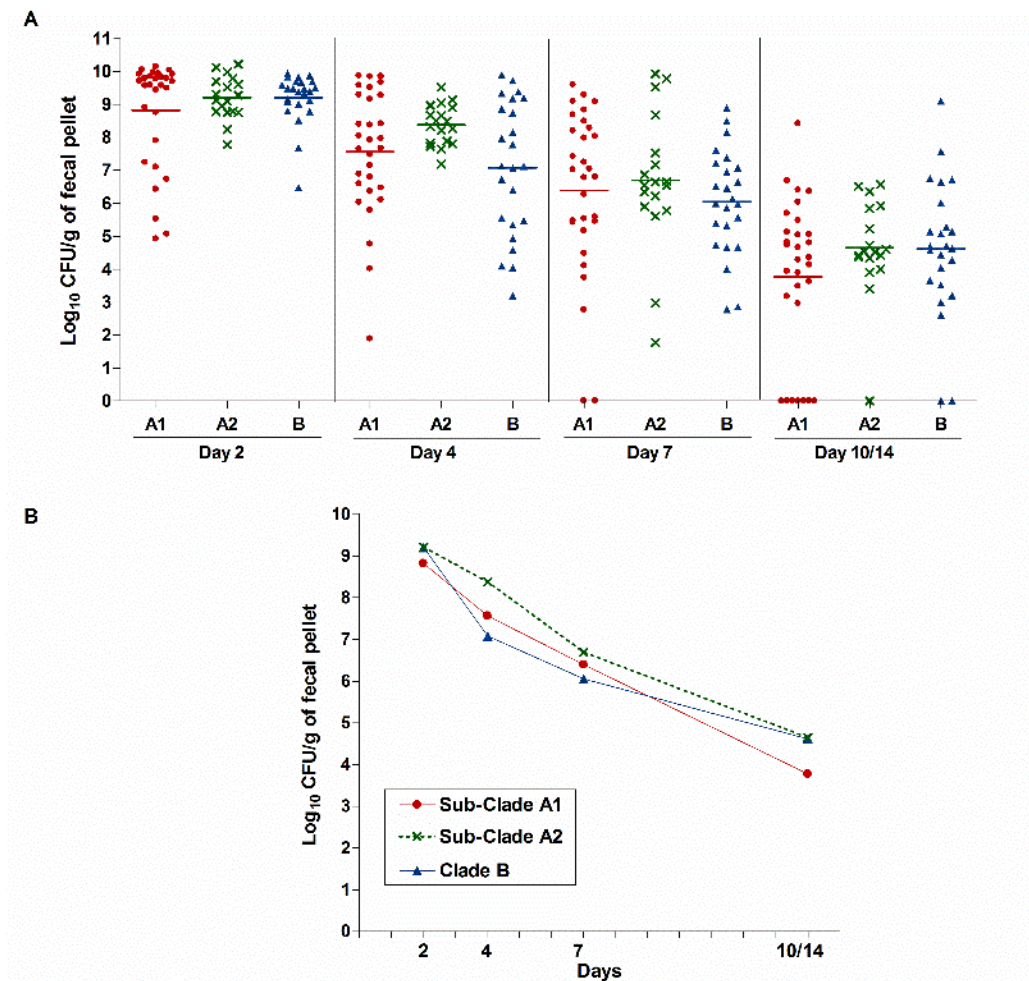 A
Log₁₀ CFU/g of fecal pellet
11
10
9
8
7
6
5
4
3
2
1
0
A1 A2 B A1 A2 B A1 A2 B A1 A2 B
Day 2 Day 4 Day 7 Day 10/14
B
Log₁₀ CFU/g of fecal pellet
10
9
8
7
6
5
4
3
2
1
0
Sub-Clade A1
Sub-Clade A2
Clade B
2 4 7 10/14
Days